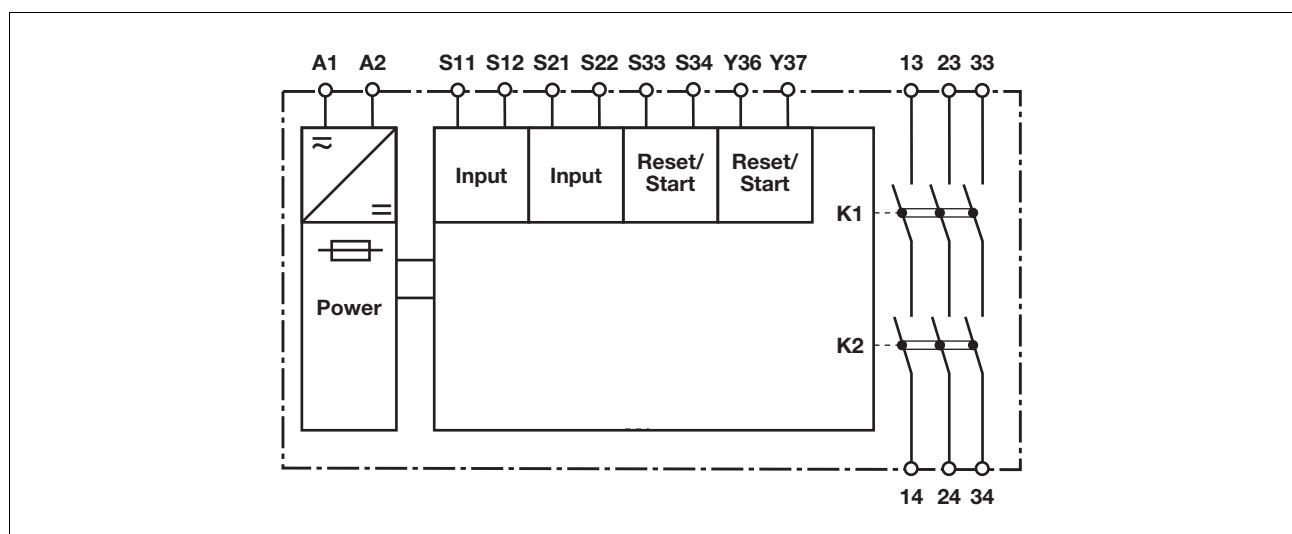 A1 A2 S11 S12 S21 S22 S33 S34 Y36 Y37 13 23 33
Input Input Reset/ Reset/
Start Start
K1
Power
K2
14 24 34